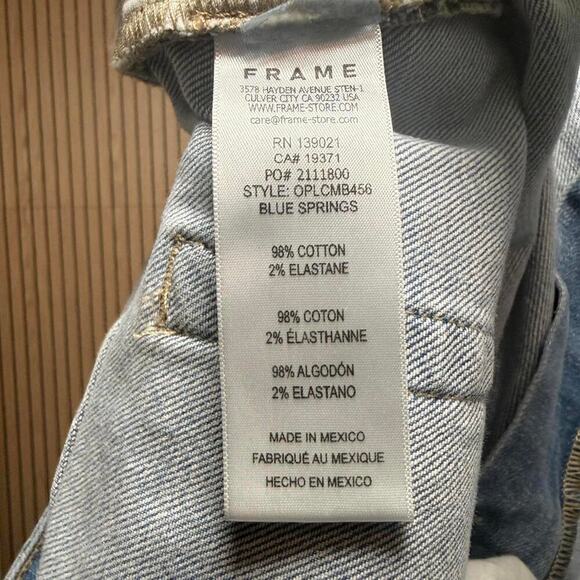 FRAME
3578 HAYDEN AVENUE STEN-1
CULVER CITY CA 90232 USA
WWW.FRAME-STORE.COM
care@frame-store.com
RN 139021
CA# 19371
PO# 2111800
STYLE: OPLCMB456
BLUE SPRINGS
98% COTTON
2% ELASTANE
98% COTON
2% ÉLASTHANNE
98% ALGODÓN
2% ELASTANO
MADE IN MEXICO
FABRIQUÉ AU MEXIQUE
HECHO EN MEXICO